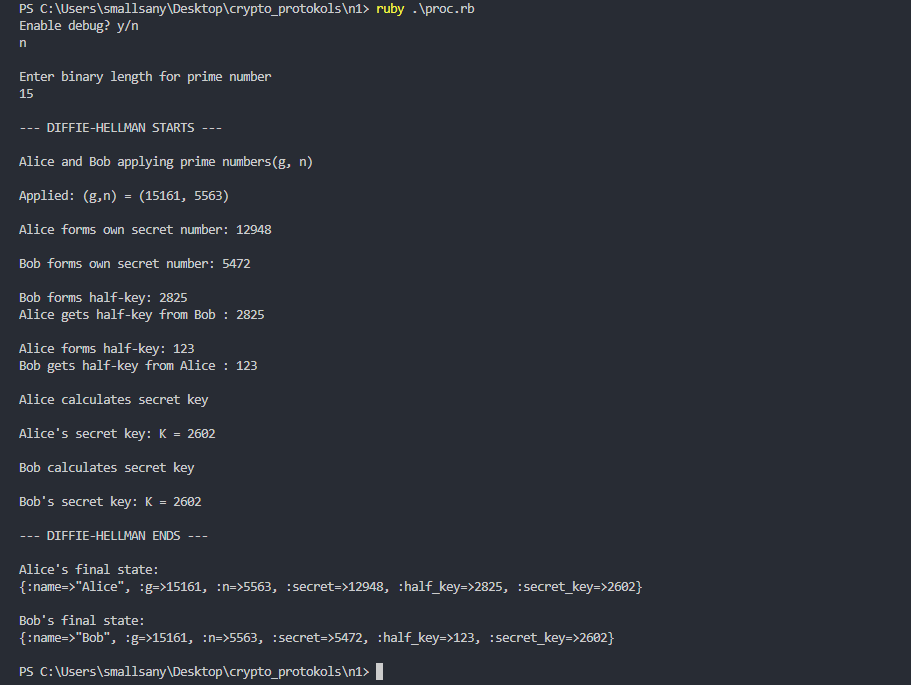 PS C:\Users\smallsany\Desktop\crypto_protokols\n1> ruby .\proc.rb
Enable debug? y/n
n
Enter binary length for prime number
15
--- DIFFIE-HELLMAN STARTS ---
Alice and Bob applying prime numbers(g, n)
Applied: (g,n) = (15161, 5563)
Alice forms own secret number: 12948
Bob forms own secret number: 5472
Bob forms half-key: 2825
Alice gets half-key from Bob : 2825
Alice forms half-key: 123
Bob gets half-key from Alice : 123
Alice calculates secret key
Alice's secret key: K = 2602
Bob calculates secret key
Bob's secret key: K = 2602
--- DIFFIE-HELLMAN ENDS ---
Alice's final state:
{:name=>"Alice", :g=>15161, :n=>5563, :secret=>12948, :half_key=>2825, :secret_key=>2602}
Bob's final state:
{:name=>"Bob", :g=>15161, :n=>5563, :secret=>5472, :half_key=>123, :secret_key=>2602}
PS C:\Users\smallsany\Desktop\crypto_protokols\n1>